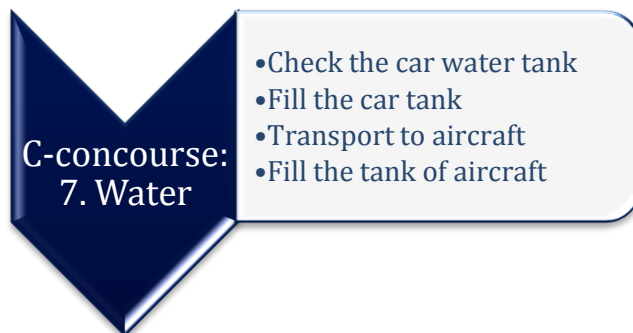 C-concourse:
7. Water
•Check the car water tank
•Fill the car tank
•Transport to aircraft
•Fill the tank of aircraft